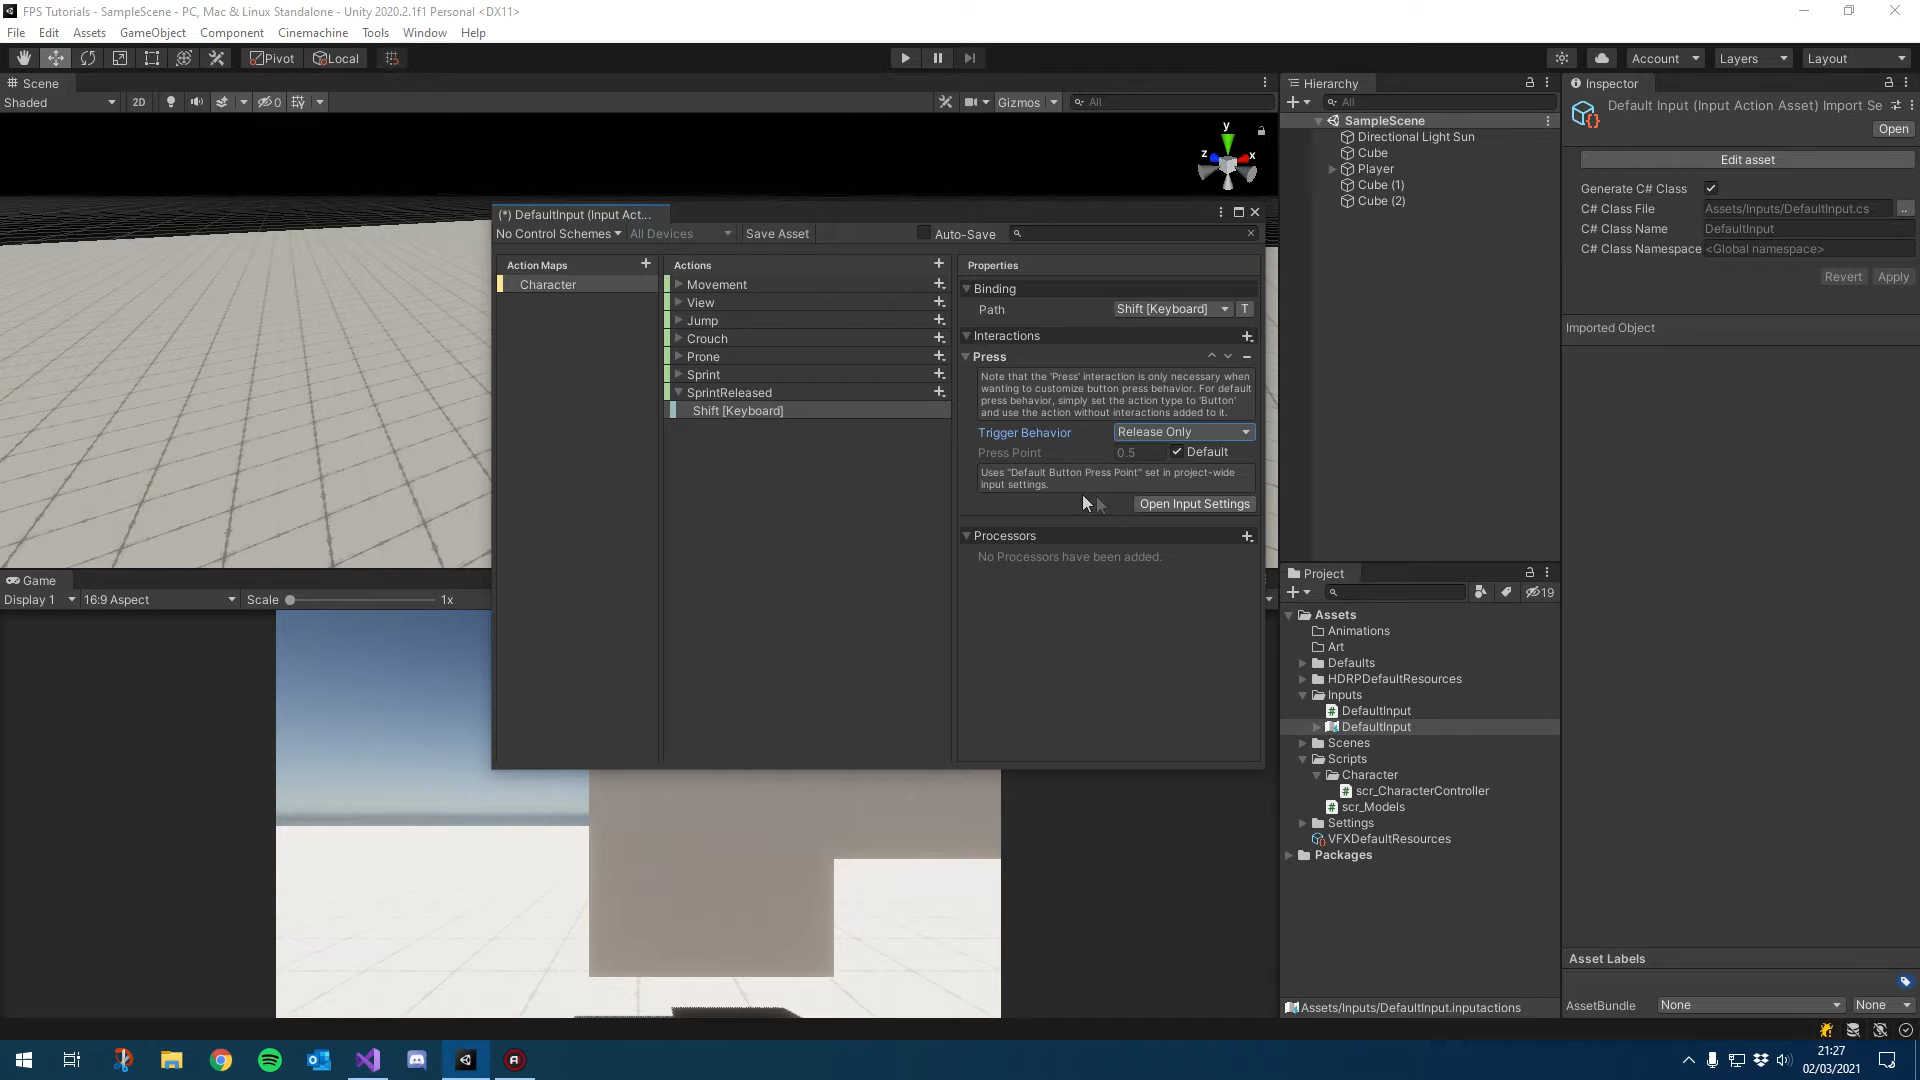 FPS Tutorials - SampleScene - PC, Mac & Linux Standalone - Unity 2020.2.1f1 Personal <DX11>
File Edit Assets GameObject Component Cinemachine Tools Window Help
Pivot Local Account Layers Layout
Scene
Shaded 2D 0 Gizmos All
y
z x
Hierarchy
All
SampleScene
Directional Light Sun
Cube
Player
Cube (1)
Cube (2)
Inspector
Default Input (Input Action Asset) Import Se
Open
Edit asset
Generate C# Class
C# Class File Assets/Inputs/DefaultInput.cs ..
C# Class Name DefaultInput
C# Class Namespace <Global namespace>
Revert Apply
Imported Object
(*) DefaultInput (Input Act...
No Control Schemes All Devices Save Asset Auto-Save
Action Maps
Character
Actions
Movement
View
Jump
Crouch
Prone
Sprint
SprintReleased
Shift [Keyboard]
Properties
Binding
Path Shift [Keyboard] T
Interactions
Press
Note that the 'Press' interaction is only necessary when
wanting to customize button press behavior. For default
press behavior, simply set the action type to 'Button'
and use the action without interactions added to it.
Trigger Behavior Release Only
Press Point 0.5 Default
Uses "Default Button Press Point" set in project-wide
input settings.
Open Input Settings
Processors
No Processors have been added.
Game
Display 1 16:9 Aspect Scale 1x
Project
19
Assets
Animations
Art
Defaults
HDRPDefaultResources
Inputs
DefaultInput
DefaultInput
Scenes
Scripts
Character
scr_CharacterController
scr_Models
Settings
VFXDefaultResources
Packages
Assets/Inputs/DefaultInput.inputactions
Asset Labels
AssetBundle None None
21:27
02/03/2021